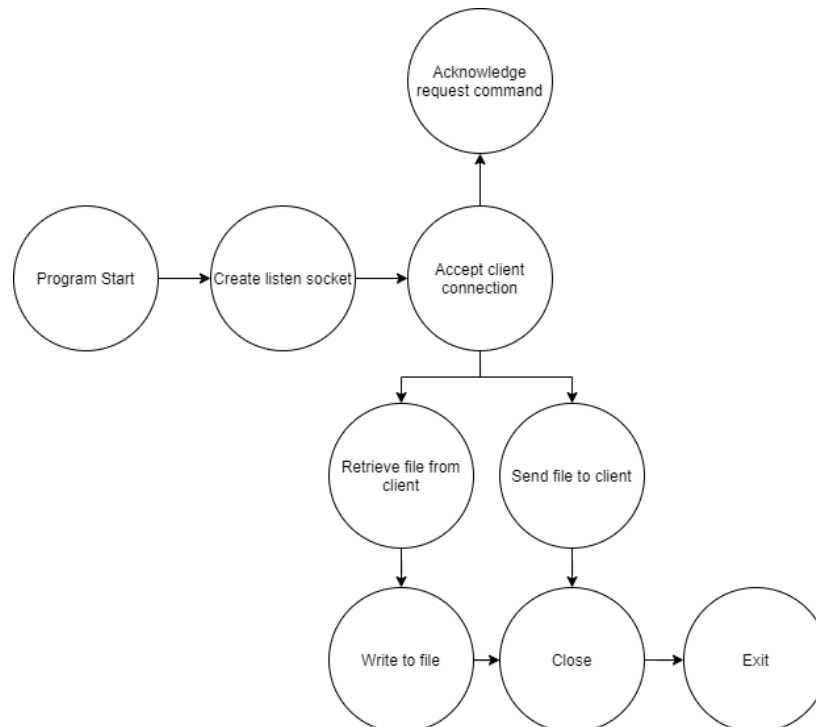 Acknowledge
request command
Program Start
Create listen socket
Accept client
connection
Retrieve file from
client
Send file to client
Write to file
Close
Exit